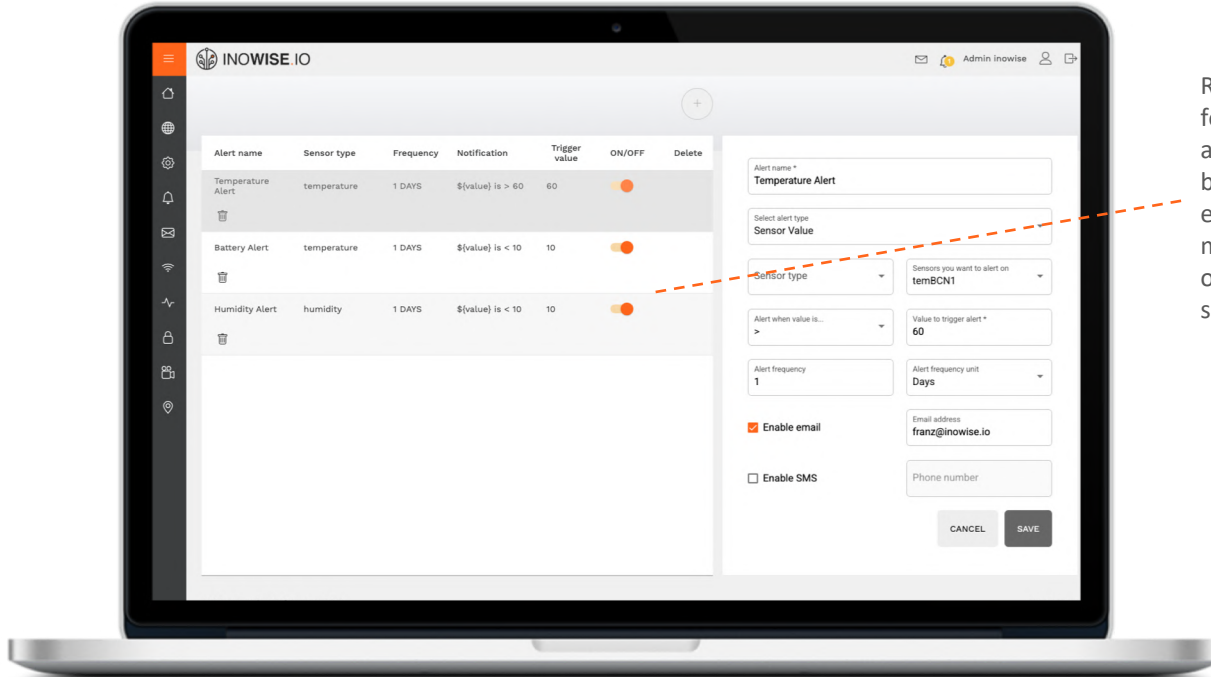 INOWISE.IO
Admin inowise
Alert name Sensor type Frequency Notification Trigger value ON/OFF Delete
Temperature Alert temperature 1 DAYS ${value} is > 60 60
Battery Alert temperature 1 DAYS ${value} is < 10 10
Humidity Alert humidity 1 DAYS ${value} is < 10 10
Alert name *
Temperature Alert
Select alert type
Sensor Value
Sensor type
Sensors you want to alert on
temBCN1
Alert when value is...
>
Value to trigger alert *
60
Alert frequency
1
Alert frequency unit
Days
Enable email
Email address
franz@inowise.io
Enable SMS
Phone number
CANCEL SAVE